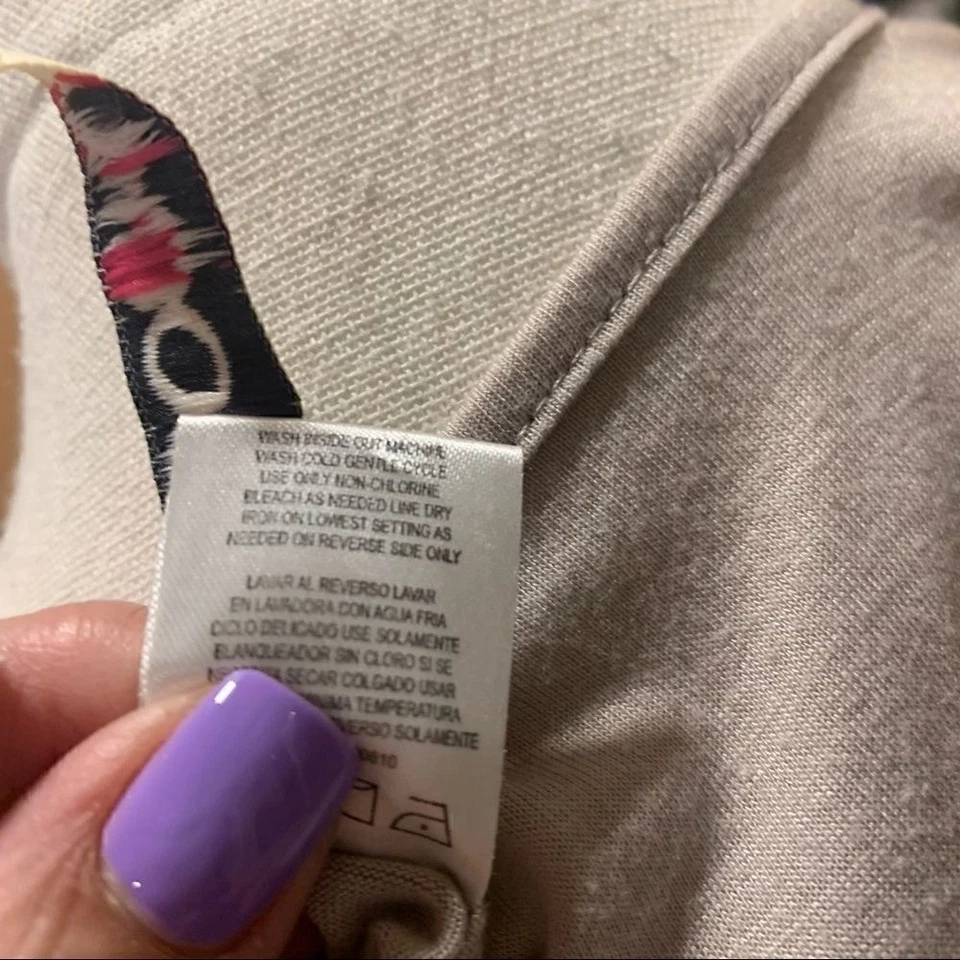 WASH INSIDE OUT MACHINE
WASH COLD GENTLE CYCLE
USE ONLY NON-CHLORINE
BLEACH AS NEEDED LINE DRY
IRON ON LOWEST SETTING AS
NEEDED ON REVERSE SIDE ONLY
LAVAR AL REVERSO LAVAR
EN LAVADORA CON AGUA FRIA
CICLO DELICADO USE SOLAMENTE
BLANQUEADOR SIN CLORO SI SE
SECAR COLGADO USAR
TEMPERATURA
SOLAMENTE